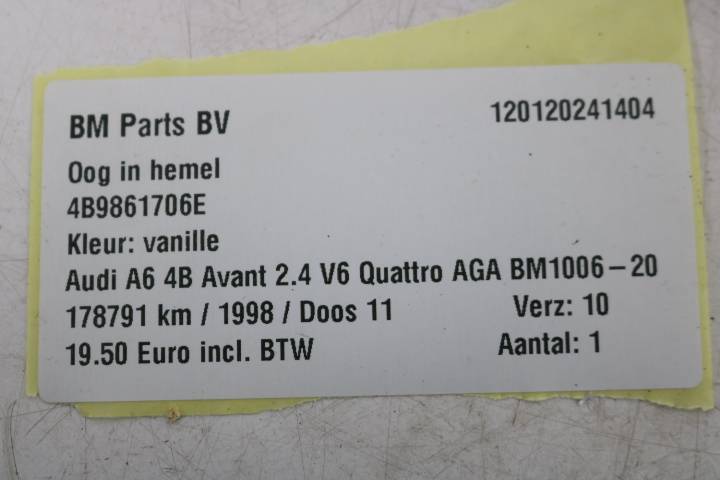 BM Parts BV 120120241404
Oog in hemel
4B9861706E
Kleur: vanille
Audi A6 4B Avant 2.4 V6 Quattro AGA BM1006-20
178791 km / 1998 / Doos 11 Verz: 10
19.50 Euro incl. BTW Aantal: 1